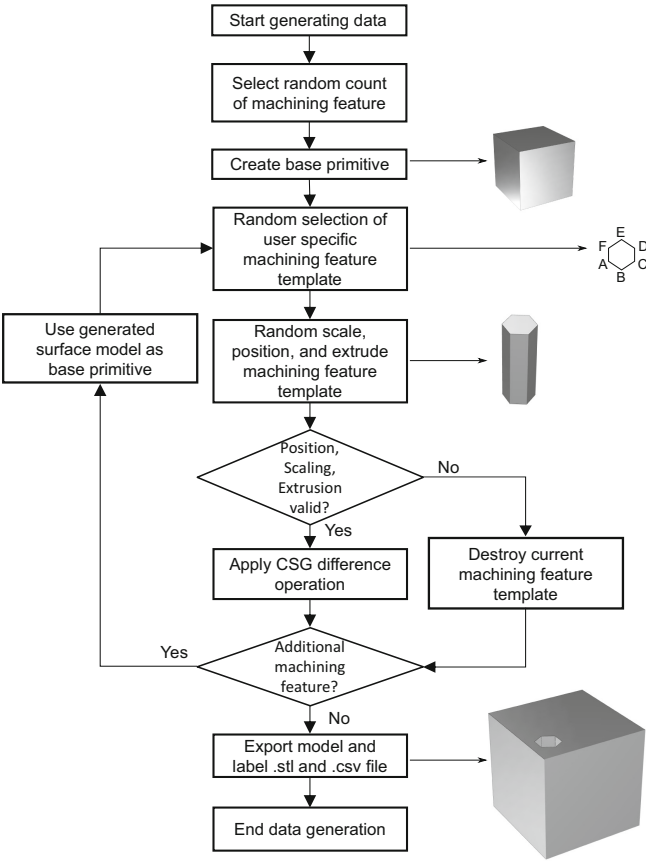 Start generating data
Select random count
of machining feature
Create base primitive
Random selection of
user specific
machining feature
template
E
F
D
A
C
B
Use generated
surface model as
base primitive
Random scale,
position, and extrude
machining feature
template
Position,
Scaling,
Extrusion
valid?
No
Yes
Apply CSG difference
operation
Destroy current
machining feature
template
Yes
Additional
machining
feature?
No
Export model and
label .stl and .csv file
End data generation